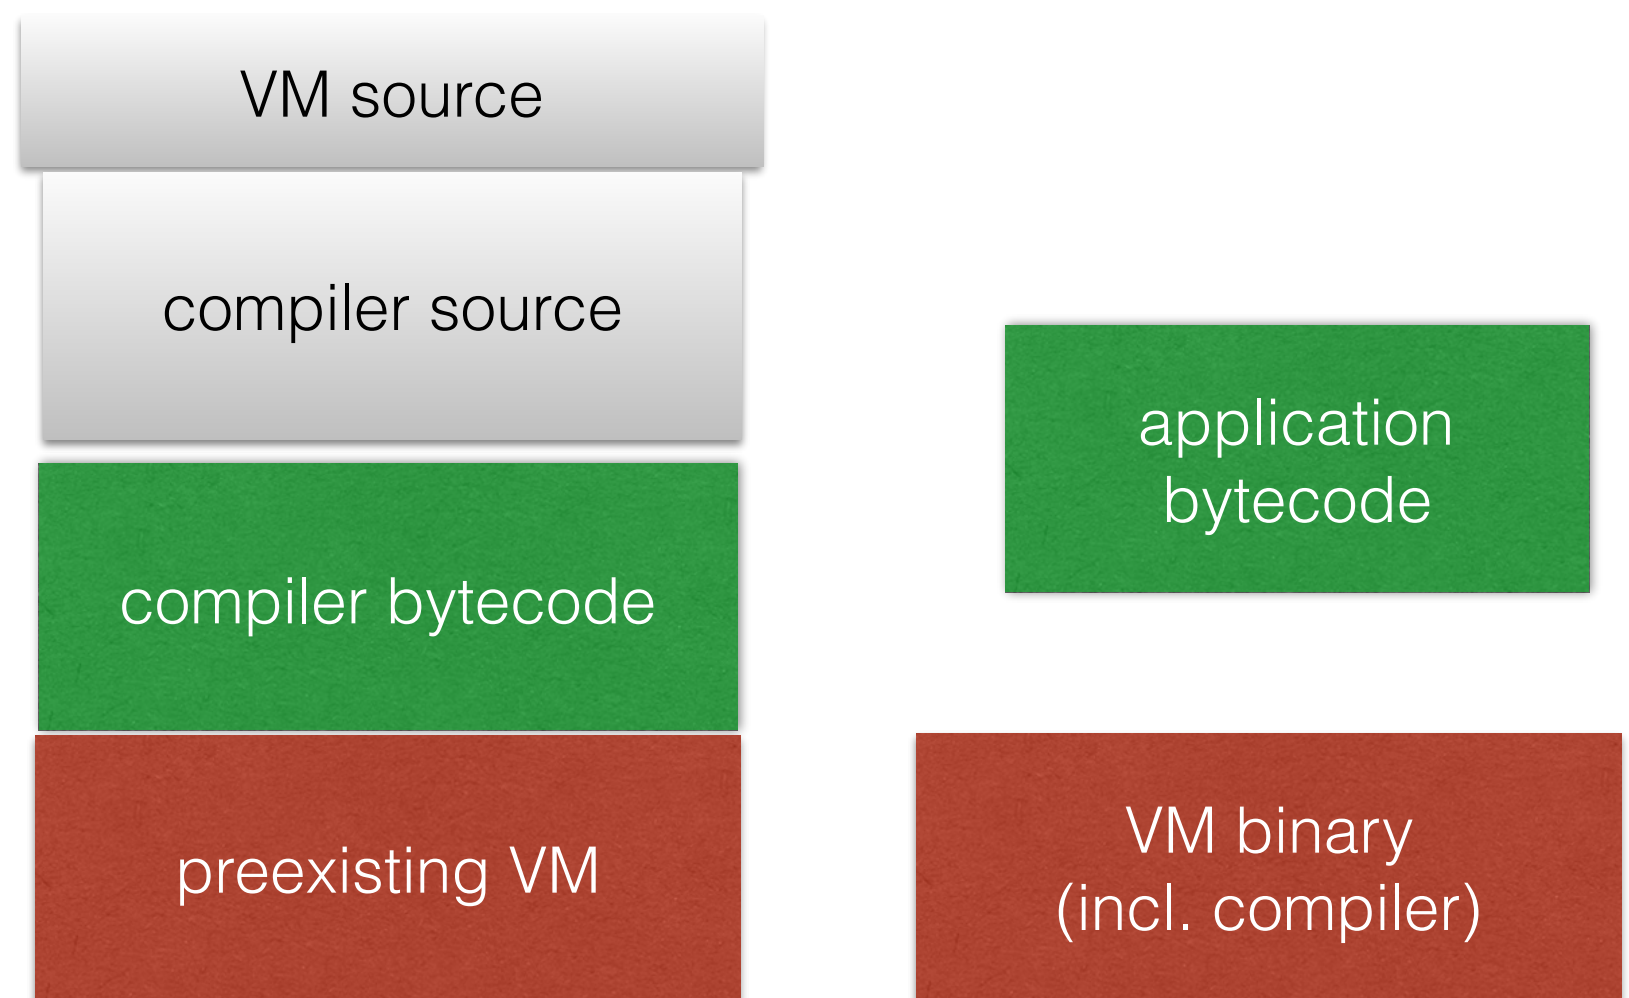 VM source
compiler source
compiler bytecode
preexisting VM
application
bytecode
VM binary
(incl. compiler)